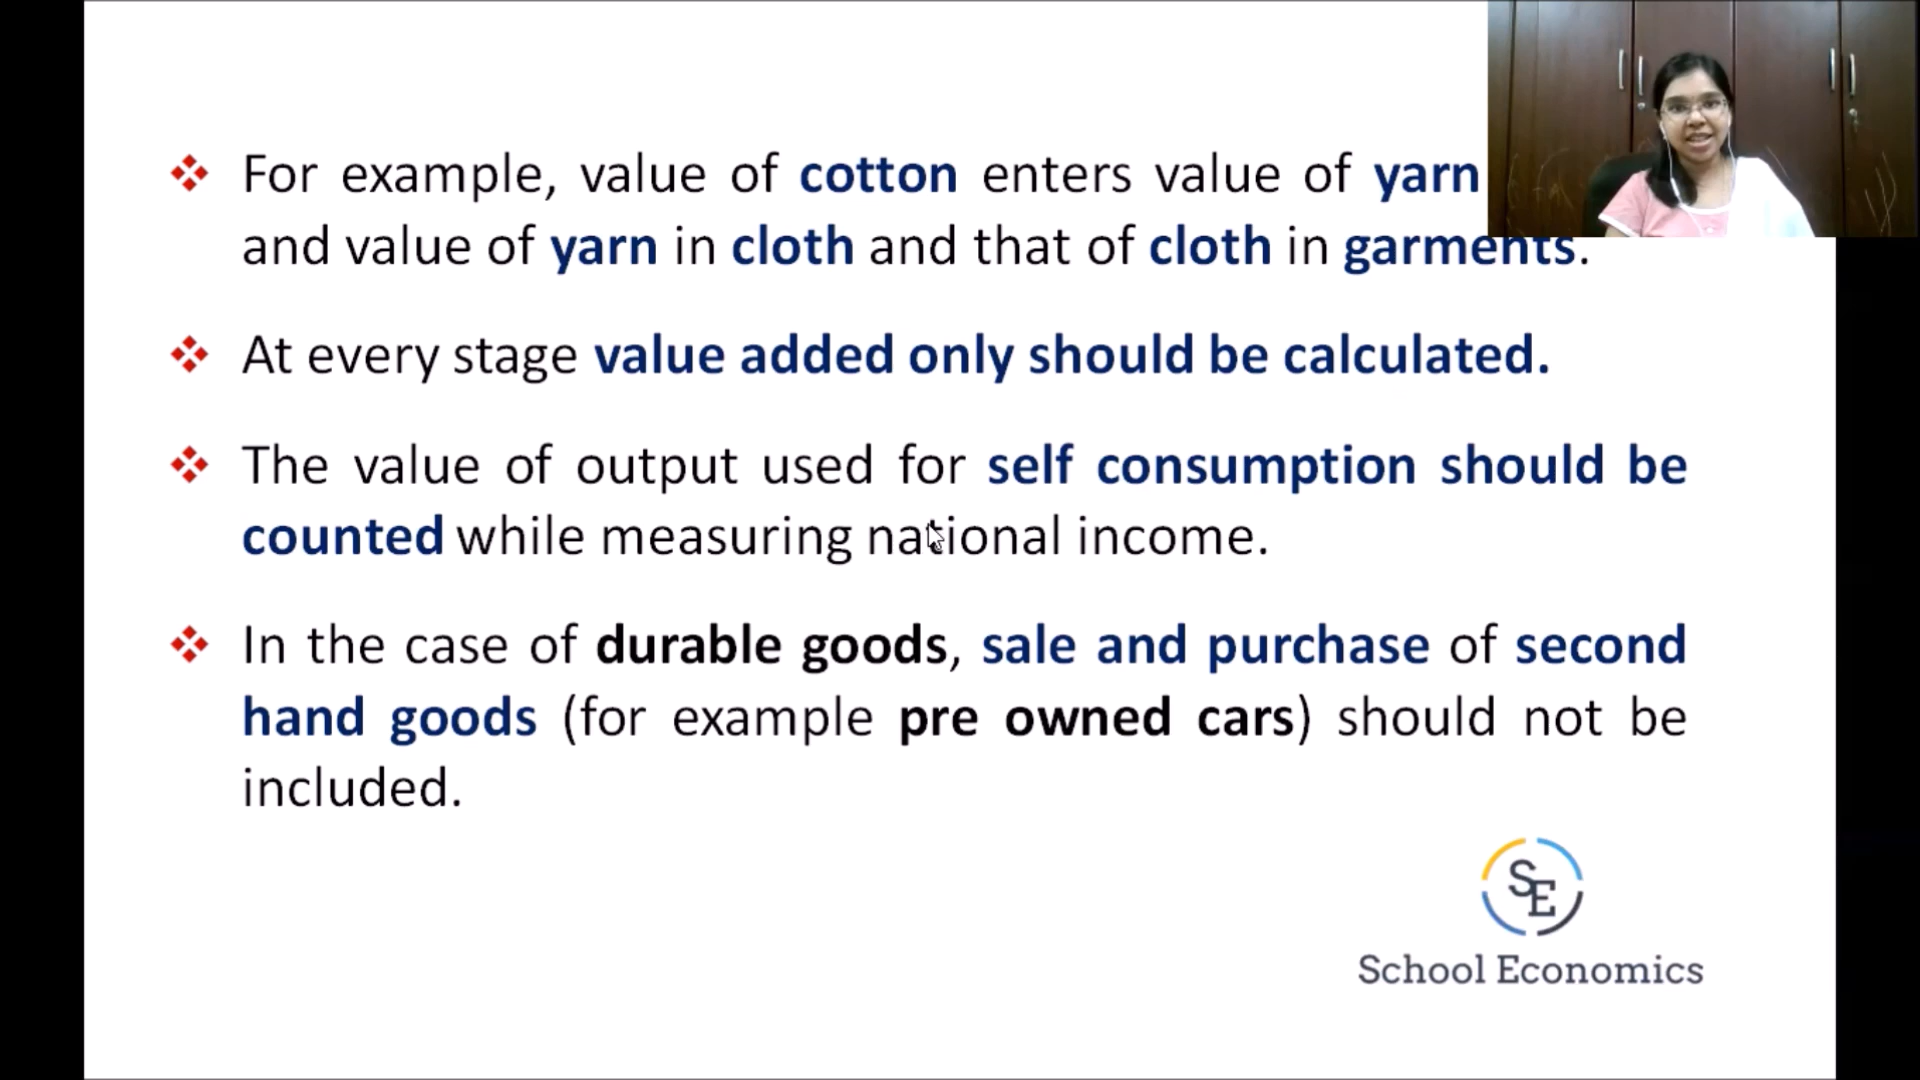 For example, value of cotton enters value of yarn
and value of yarn in cloth and that of cloth in garments.
At every stage value added only should be calculated.
The value of output used for self consumption should be
counted while measuring national income.
In the case of durable goods, sale and purchase of second
hand goods (for example pre owned cars) should not be
included.
SE
School Economics